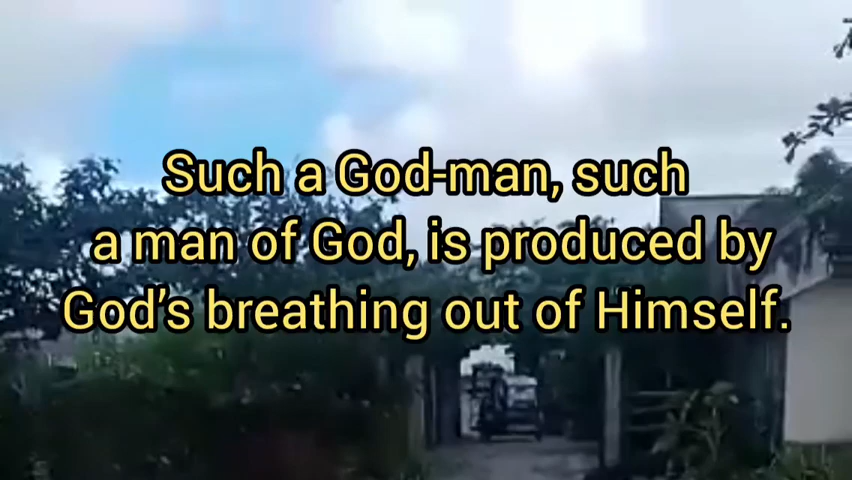 Such a God-man, such
a man of God, is produced by
God’s breathing out of Himself.